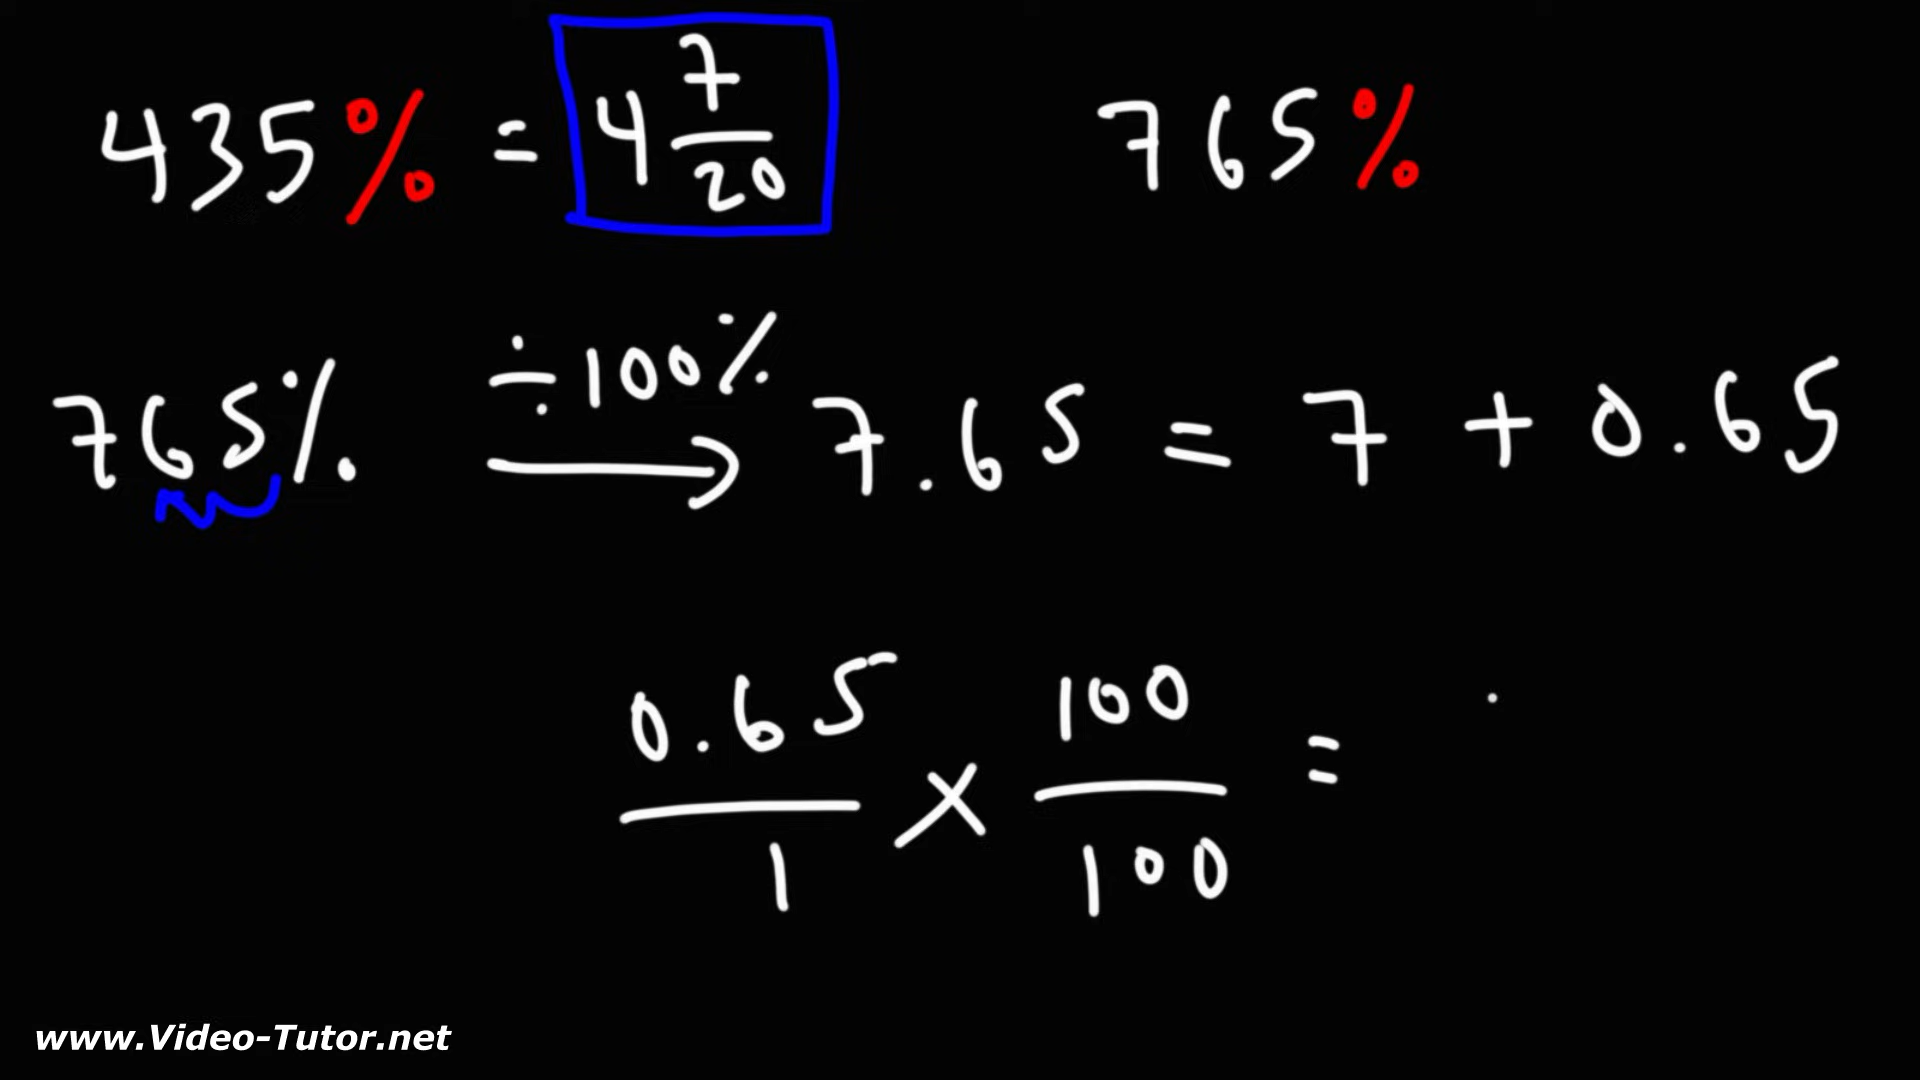 435% = 4 7/20 765%
765% ÷100% → 7.65 = 7 + 0.65
0.65/1 × 100/100 =
www.Video-Tutor.net